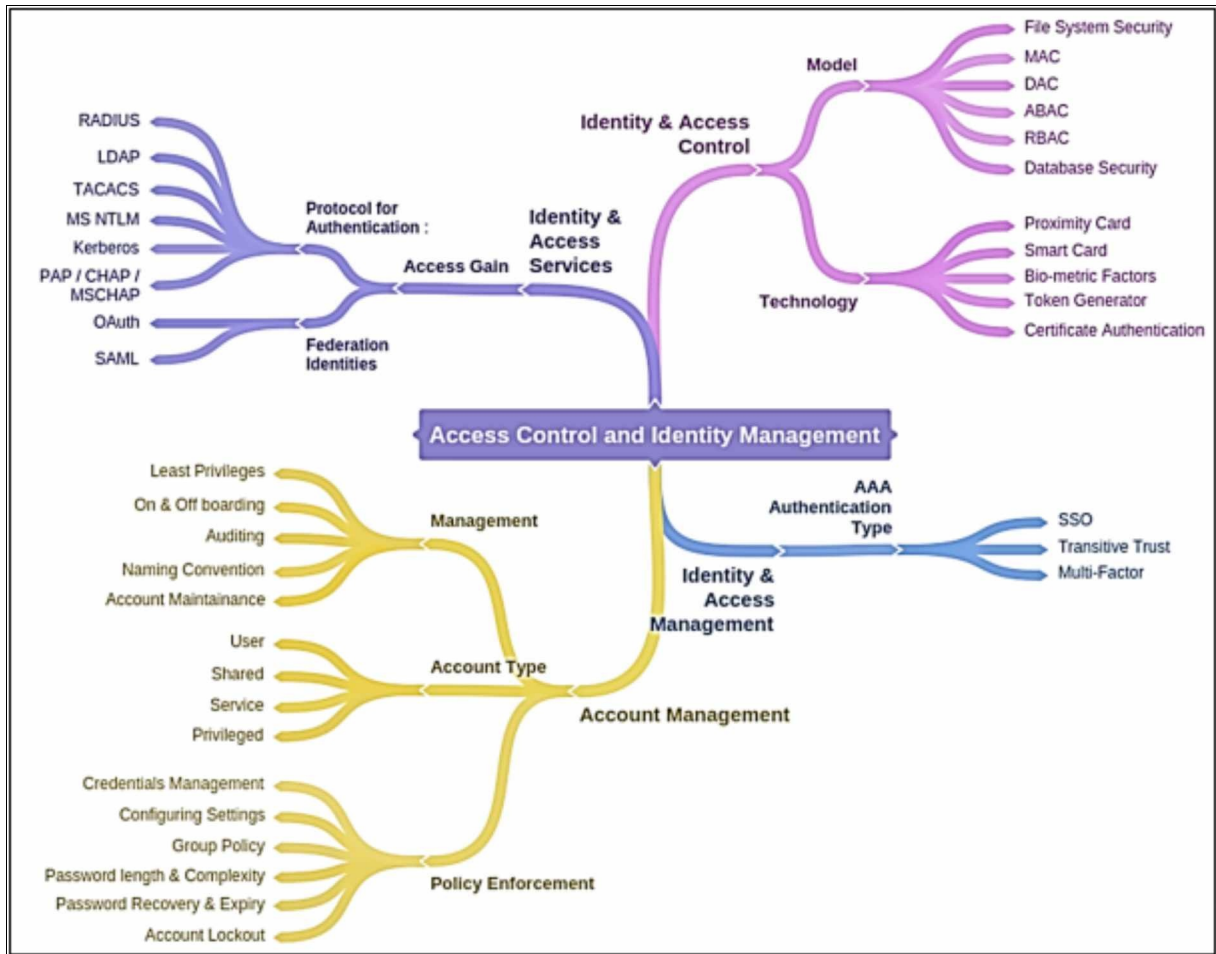 File System Security
MAC
DAC
ABAC
RBAC
Database Security
Model
Identity & Access
Control
Proximity Card
Smart Card
Bio-metric Factors
Token Generator
Certificate Authentication
Technology
RADIUS
LDAP
TACACS
MS NTLM
Kerberos
PAP / CHAP /
MSCHAP
OAuth
SAML
Protocol for
Authentication :
Federation
Identities
Access Gain
Identity &
Access
Services
Access Control and Identity Management
Least Privileges
On & Off boarding
Auditing
Naming Convention
Account Maintainance
Management
User
Shared
Service
Privileged
Account Type
Credentials Management
Configuring Settings
Group Policy
Password length & Complexity
Password Recovery & Expiry
Account Lockout
Policy Enforcement
Account Management
AAA
Authentication
Type
SSO
Transitive Trust
Multi-Factor
Identity &
Access
Management